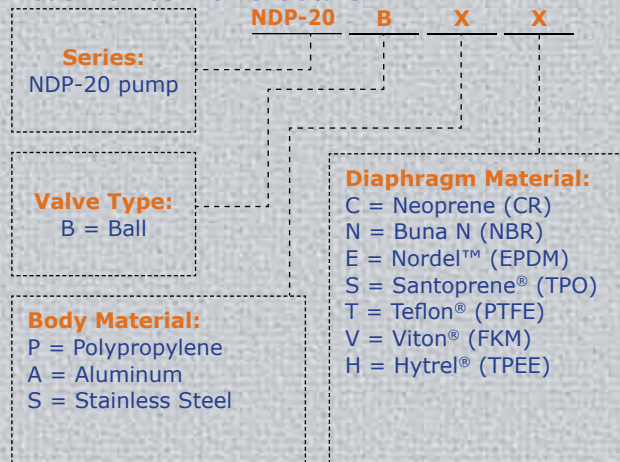 NDP-20 B X X
Series:
NDP-20 pump
Valve Type:
B = Ball
Body Material:
P = Polypropylene
A = Aluminum
S = Stainless Steel
Diaphragm Material:
C = Neoprene (CR)
N = Buna N (NBR)
E = Nordel™ (EPDM)
S = Santoprene® (TPO)
T = Teflon® (PTFE)
V = Viton® (FKM)
H = Hytrel® (TPEE)